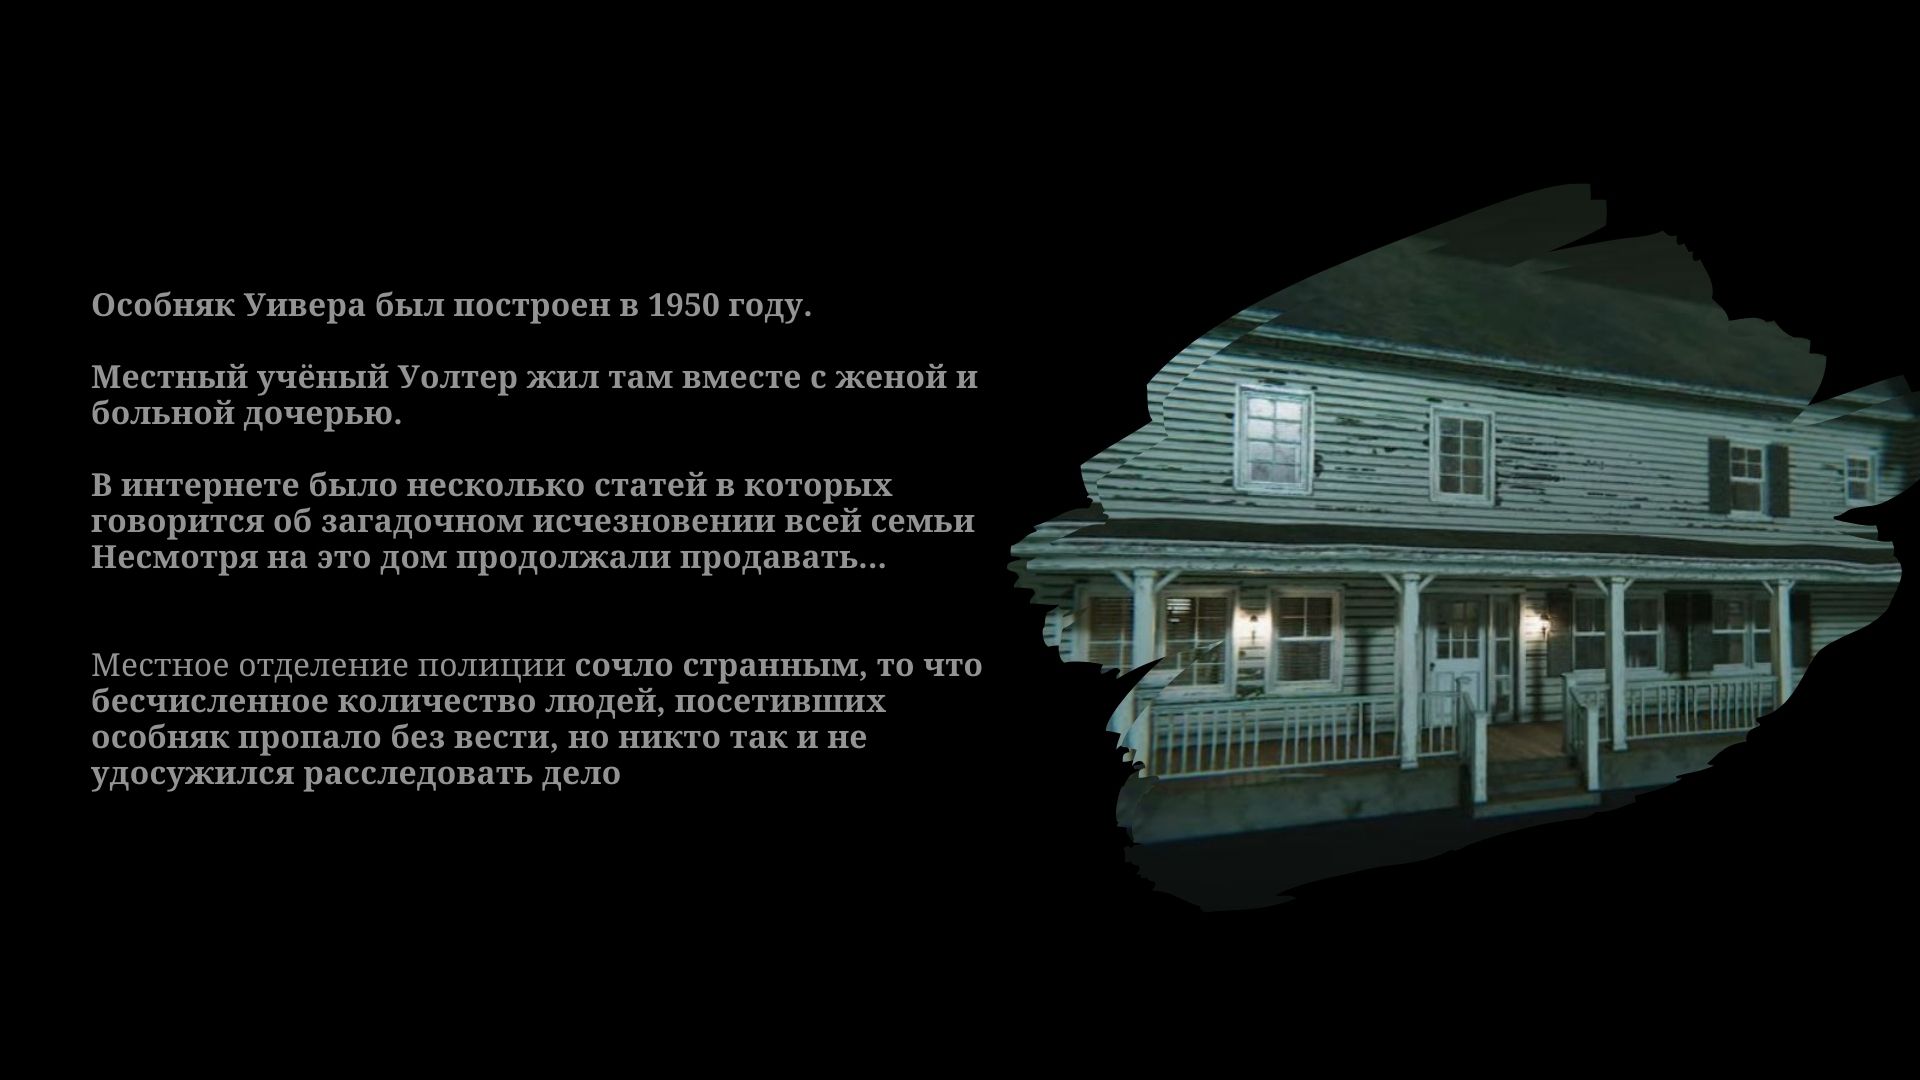 Особняк Уивера был построен в 1950 году.
Местный учёный Уолтер жил там вместе с женой и
больной дочерью.
В интернете было несколько статей в которых
говорится об загадочном исчезновении всей семьи
Несмотря на это дом продолжали продавать...
Местное отделение полиции сочло странным, то что
бесчисленное количество людей, посетивших
особняк пропало без вести, но никто так и не
удосужился расследовать дело